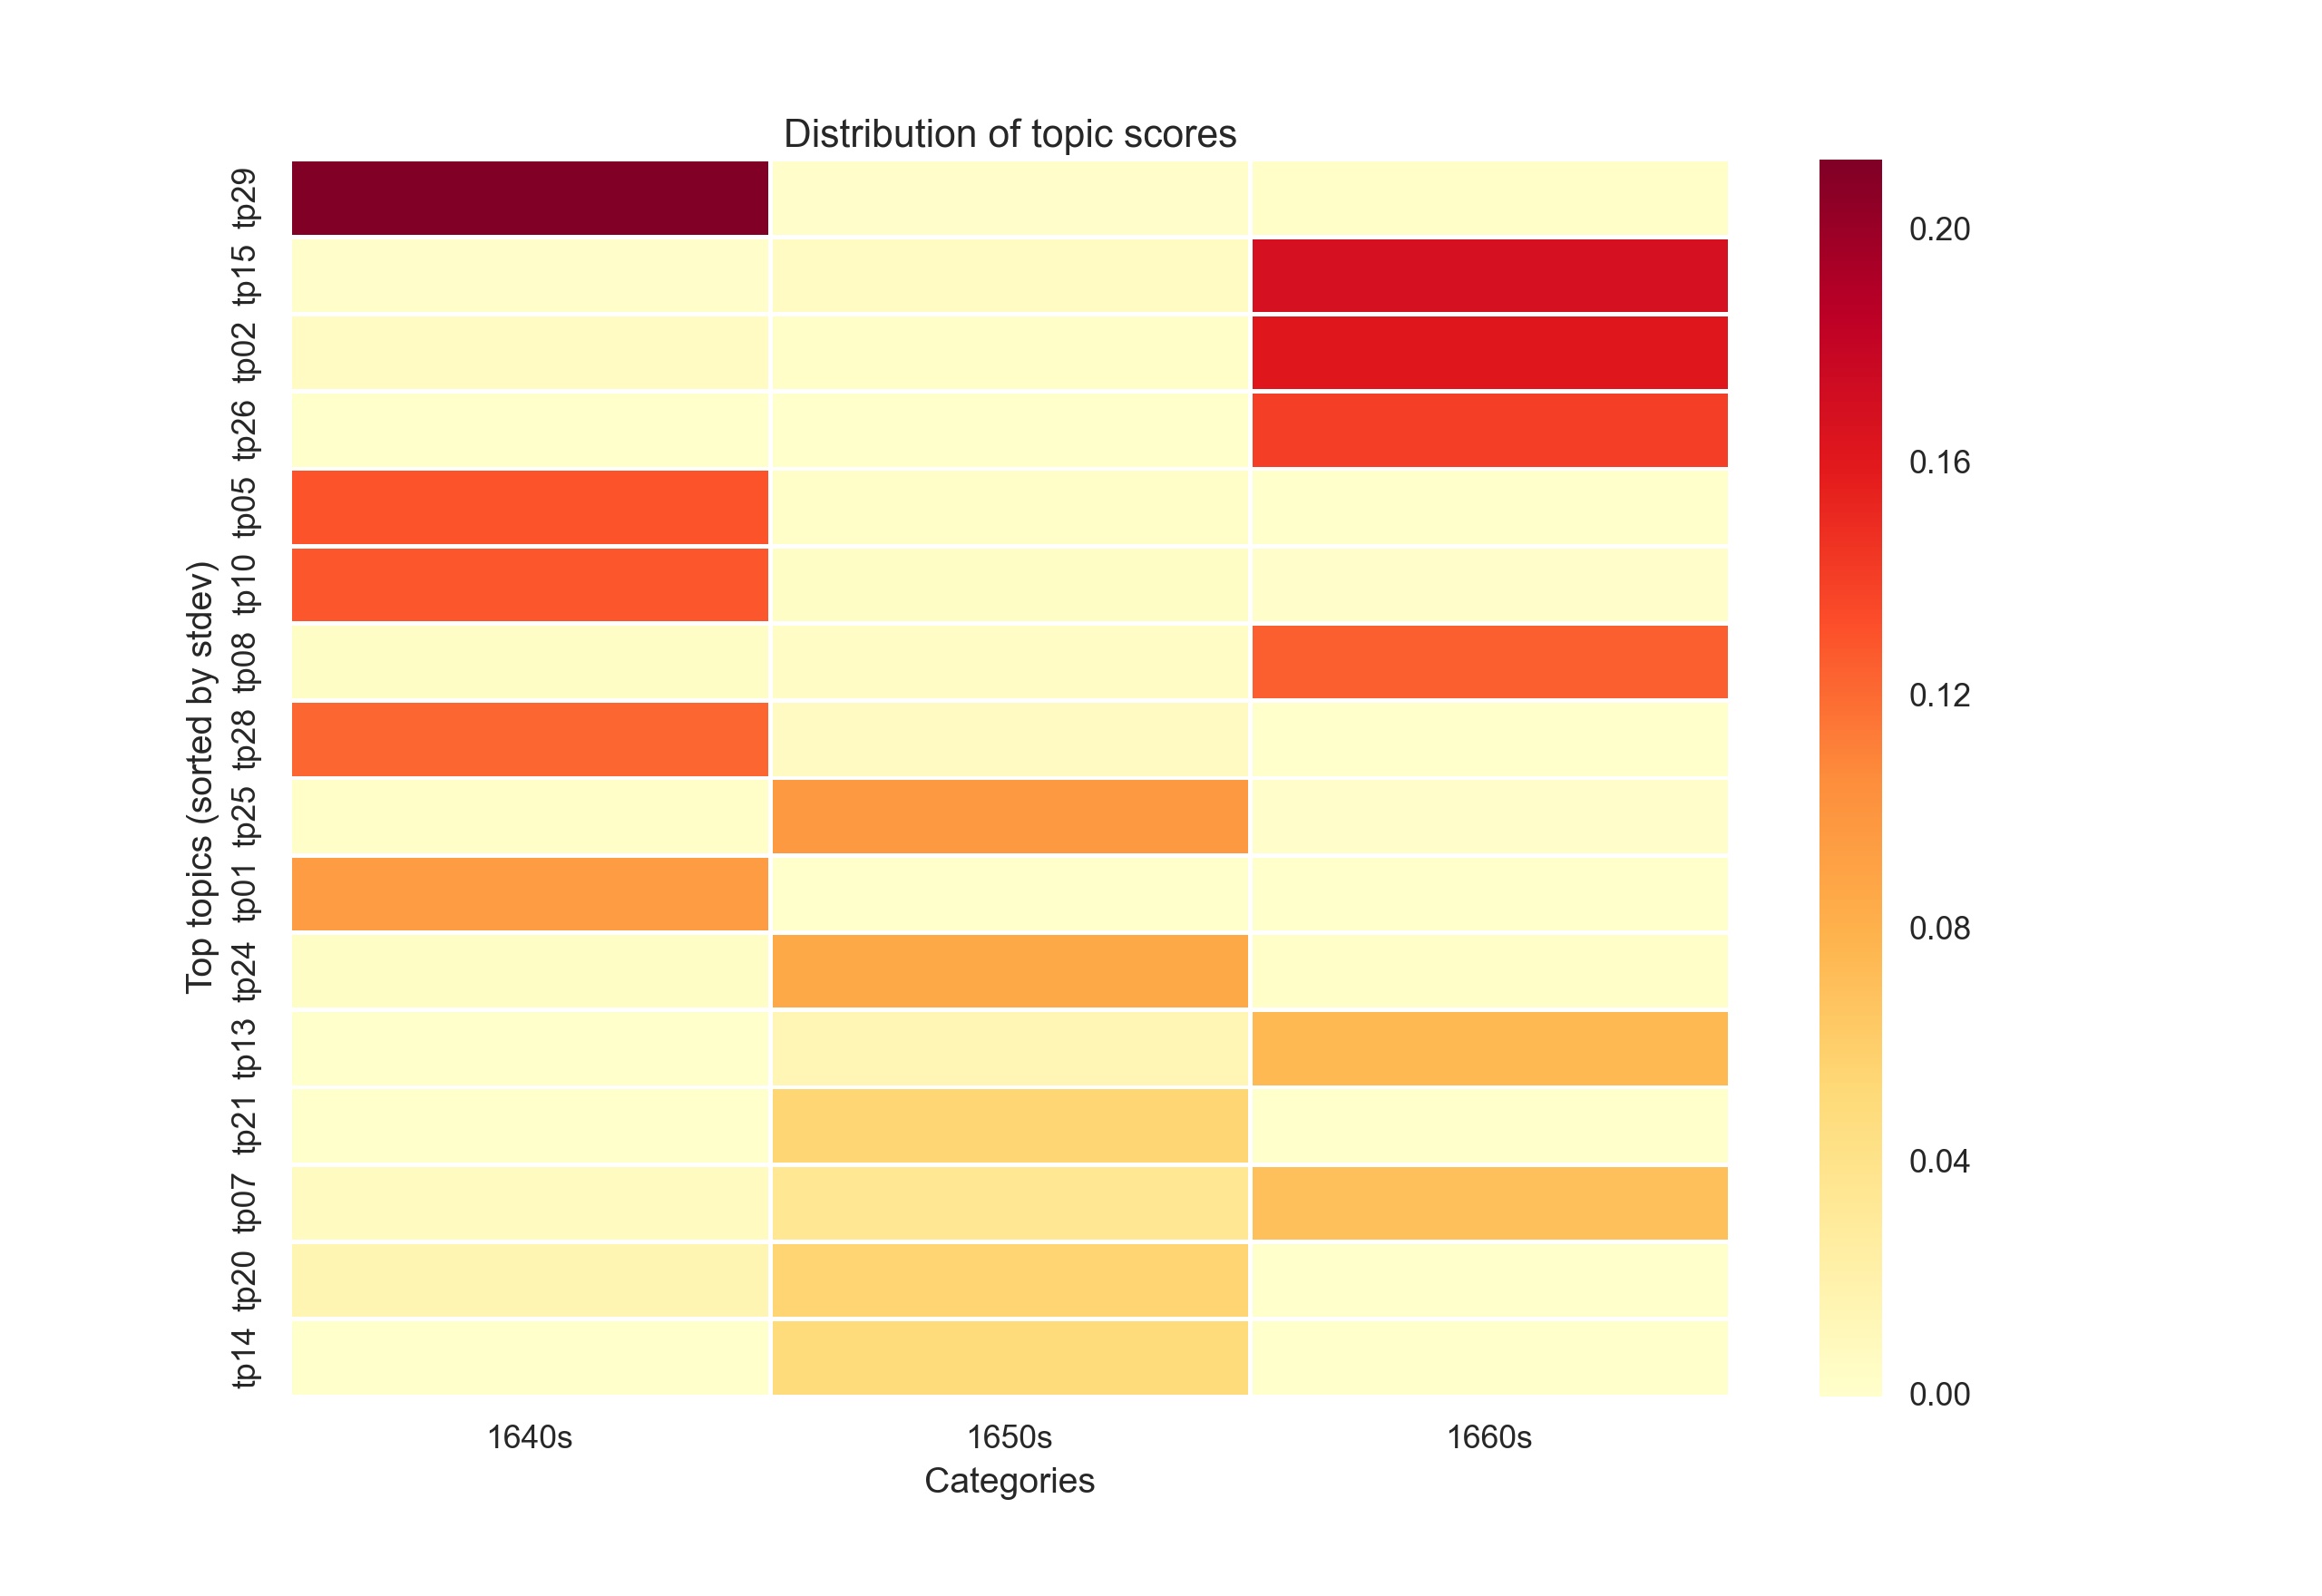 Distribution of topic scores
Top topics (sorted by stdev)
tp29
tp15
tp02
tp26
tp05
tp10
tp08
tp28
tp25
tp01
tp24
tp13
tp21
tp07
tp20
tp14
1640s
1650s
1660s
Categories
0.20
0.16
0.12
0.08
0.04
0.00